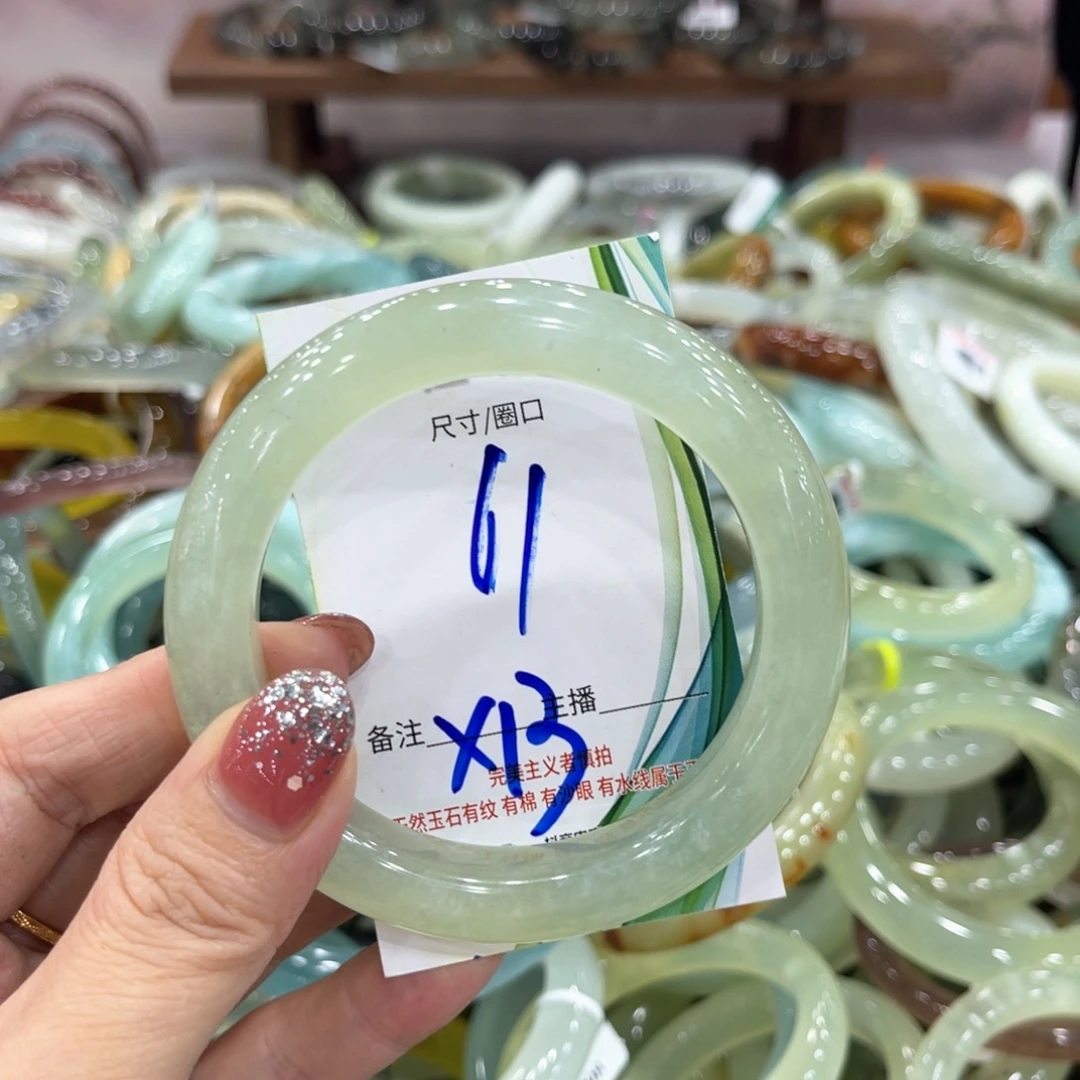 尺寸/圈口
61
备注 主播
X13
完美主义者慎拍
天然玉石有纹 有棉 有沙眼 有水线属于